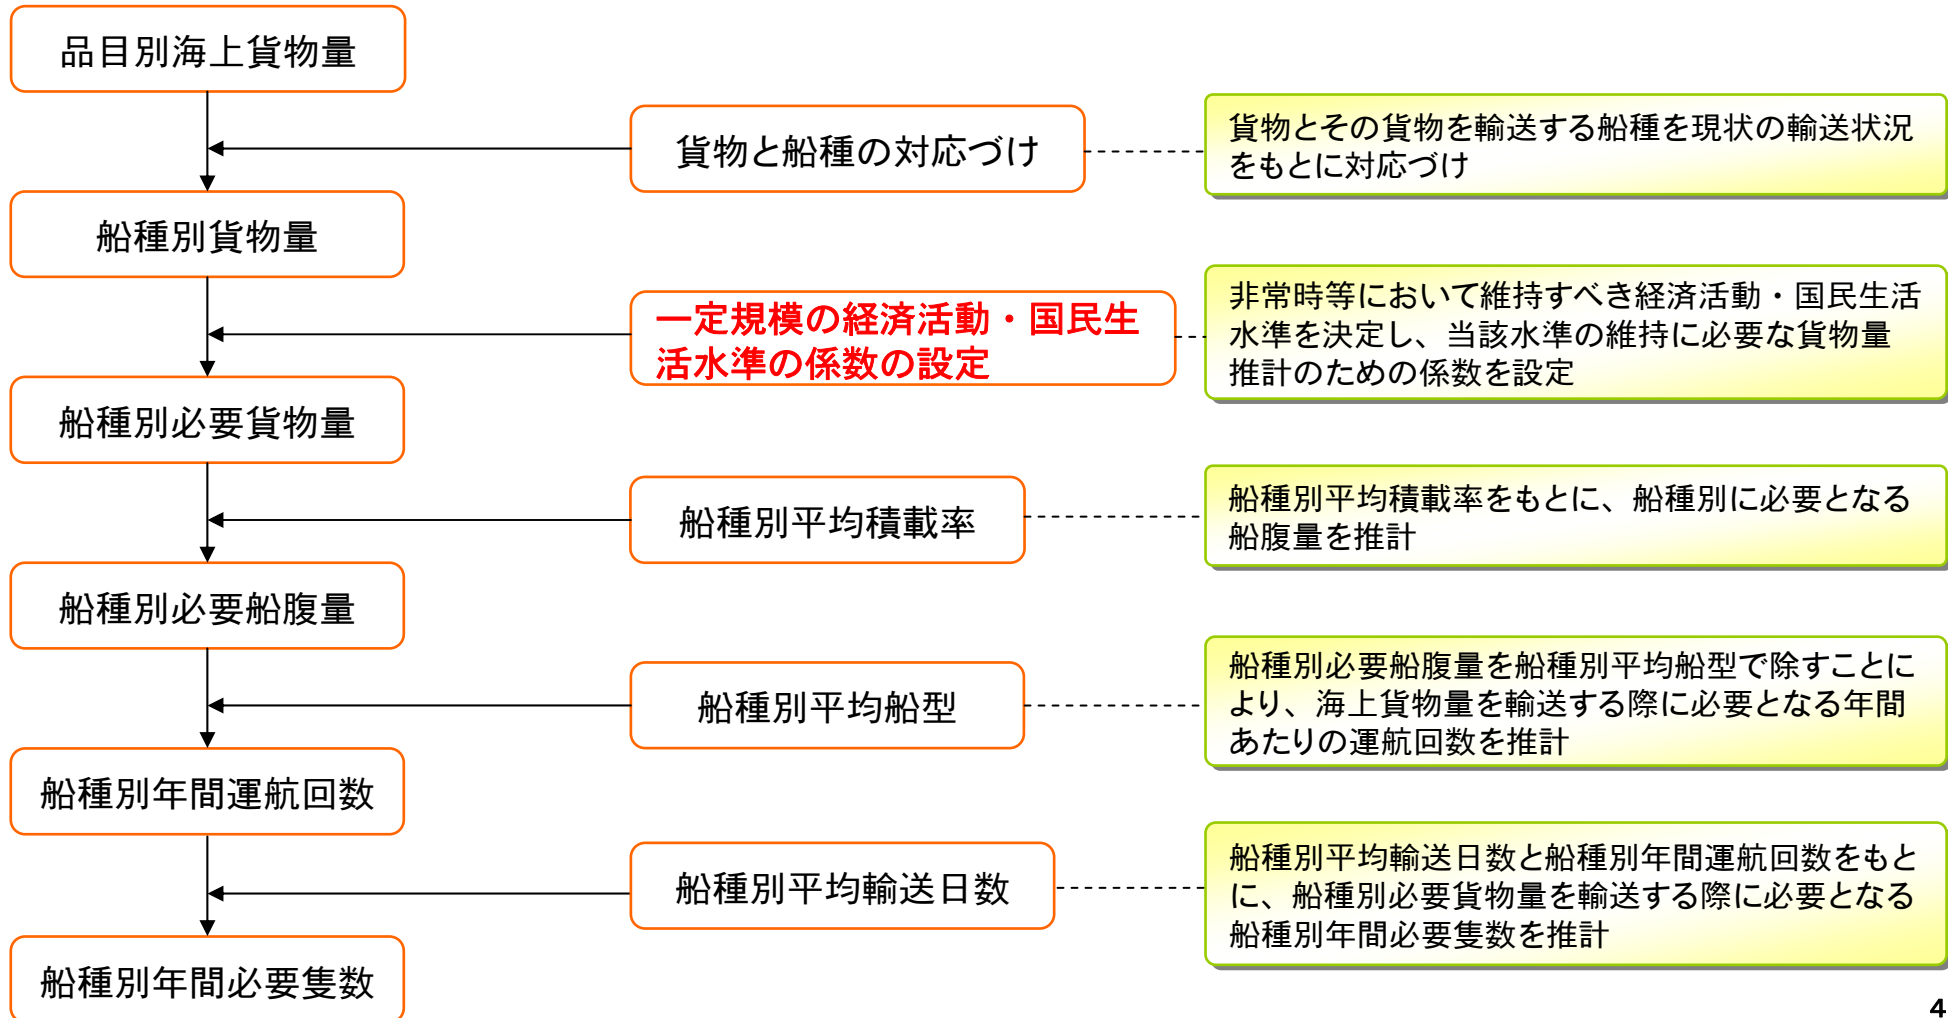 品目別海上貨物量
貨物と船種の対応づけ
貨物とその貨物を輸送する船種を現状の輸送状況
をもとに対応づけ
船種別貨物量
一定規模の経済活動・国民生
活水準の係数の設定
非常時等において維持すべき経済活動・国民生活
水準を決定し、当該水準の維持に必要な貨物量
推計のための係数を設定
船種別必要貨物量
船種別平均積載率
船種別平均積載率をもとに、船種別に必要となる
船腹量を推計
船種別必要船腹量
船種別平均船型
船種別必要船腹量を船種別平均船型で除すことに
より、海上貨物量を輸送する際に必要となる年間
あたりの運航回数を推計
船種別年間運航回数
船種別平均輸送日数
船種別平均輸送日数と船種別年間運航回数をもと
に、船種別必要貨物量を輸送する際に必要となる
船種別年間必要隻数を推計
船種別年間必要隻数
4